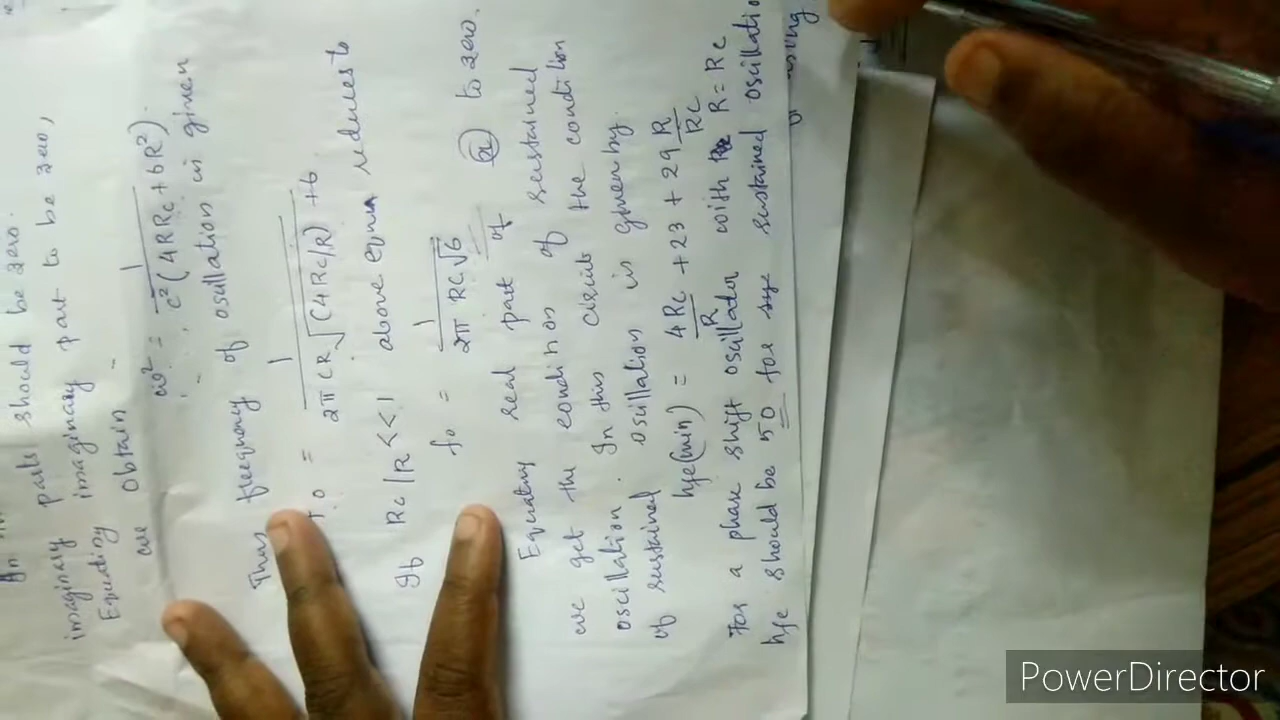 parts should be zero.
imaginary imaginary part to be zero,
Equating
we obtain
ω² = 1 / c² (4RRc + 6R²)
Thus frequency of oscillation is given
fo = 1 / 2π CR √(4Rc/R) + 6
If Rc/R << 1 above equn reduces to
fo = 1 / 2π RC√6
Equating real part of (a) to zero.
we get the condition of sustained
oscillation. In this circuit the condition
of sustained oscillation is given by.
hfe(min) = 4 Rc/R + 23 + 29 R/Rc
For a phase shift oscillator with R = Rc
hfe should be 50 for sustained oscillatio
PowerDirector